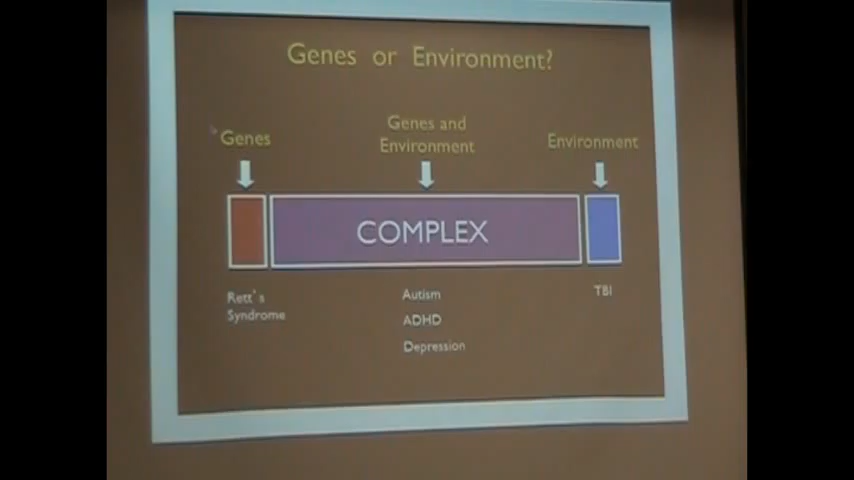 Genes or Environment?
Genes
Genes and
Environment
Environment
COMPLEX
Rett's
Syndrome
Autism
ADHD
Depression
TBI